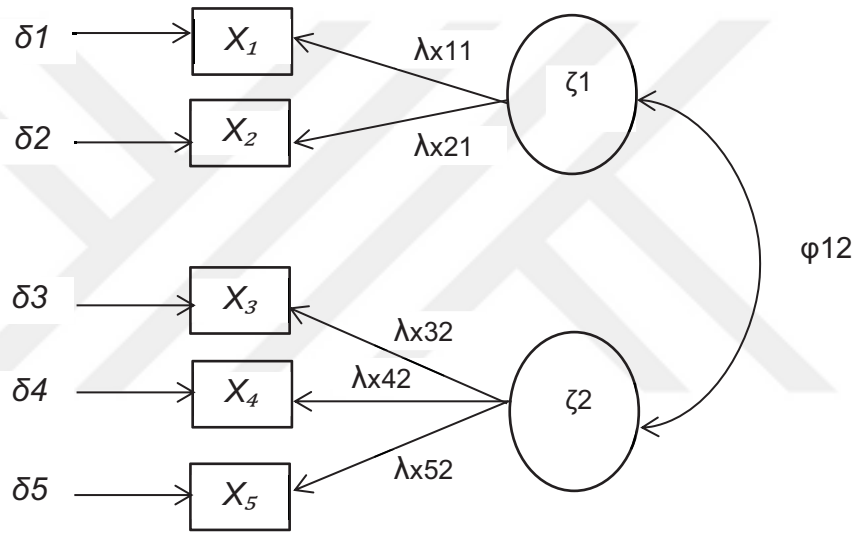 δ1 X₁ λx11 ζ1
δ2 X₂ λx21
φ12
δ3 X₃ λx32
δ4 X₄ λx42 ζ2
δ5 X₅ λx52